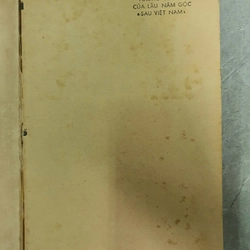 CỦA LẦU NĂM GÓC
«SAU VIỆT NAM»